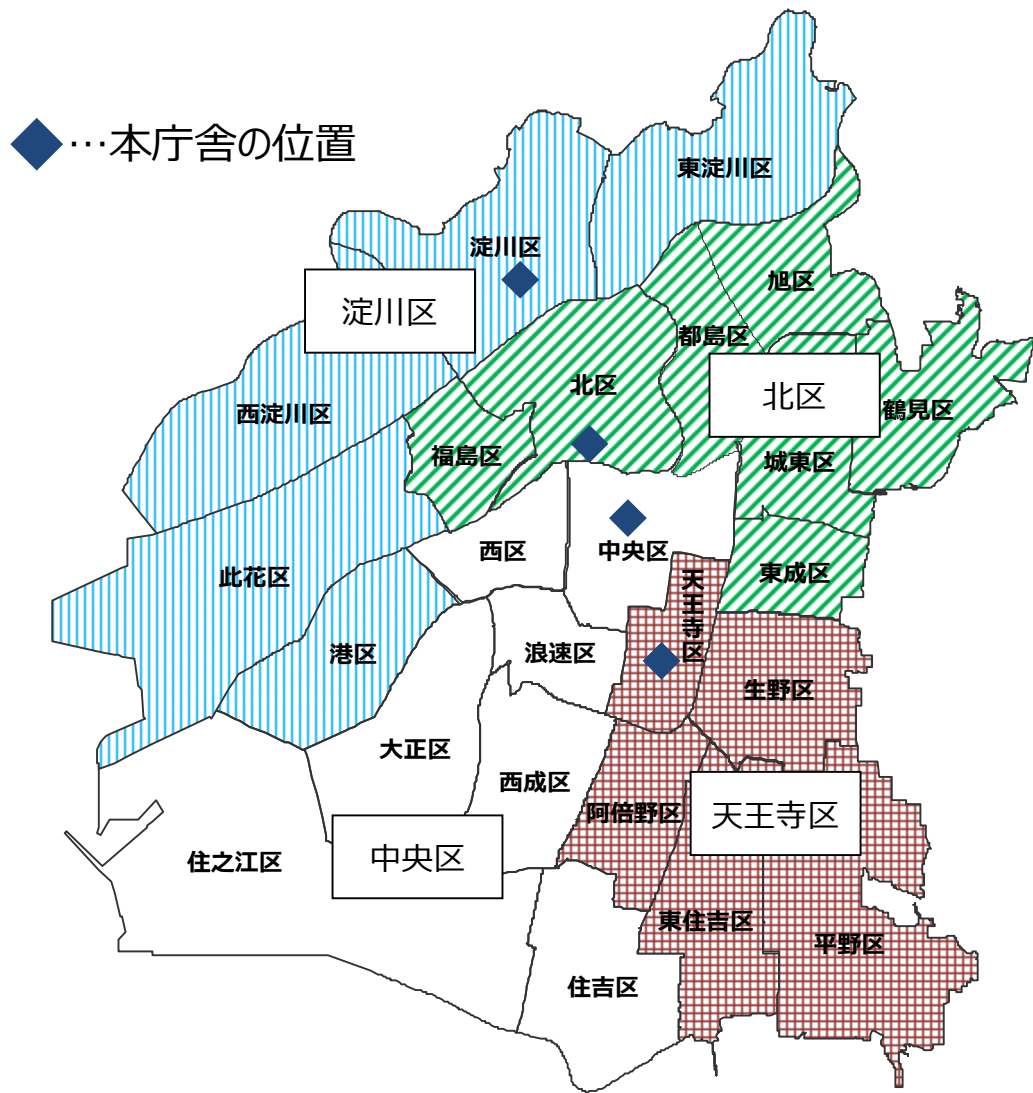 ◆…本庁舎の位置
東淀川区
淀川区
淀川区
旭区
都島区
北区
北区
西淀川区
鶴見区
福島区
城東区
西区
中央区
東成区
此花区
天王寺区
港区
浪速区
生野区
大正区
西成区
阿倍野区
天王寺区
住之江区
中央区
東住吉区
平野区
住吉区